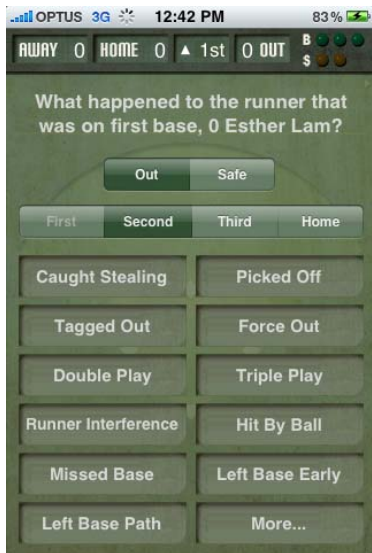 OPTUS 3G 12:42 PM 83%
AWAY 0 HOME 0 ▲ 1st 0 OUT B S
What happened to the runner that
was on first base, 0 Esther Lam?
Out Safe
First Second Third Home
Caught Stealing Picked Off
Tagged Out Force Out
Double Play Triple Play
Runner Interference Hit By Ball
Missed Base Left Base Early
Left Base Path More...